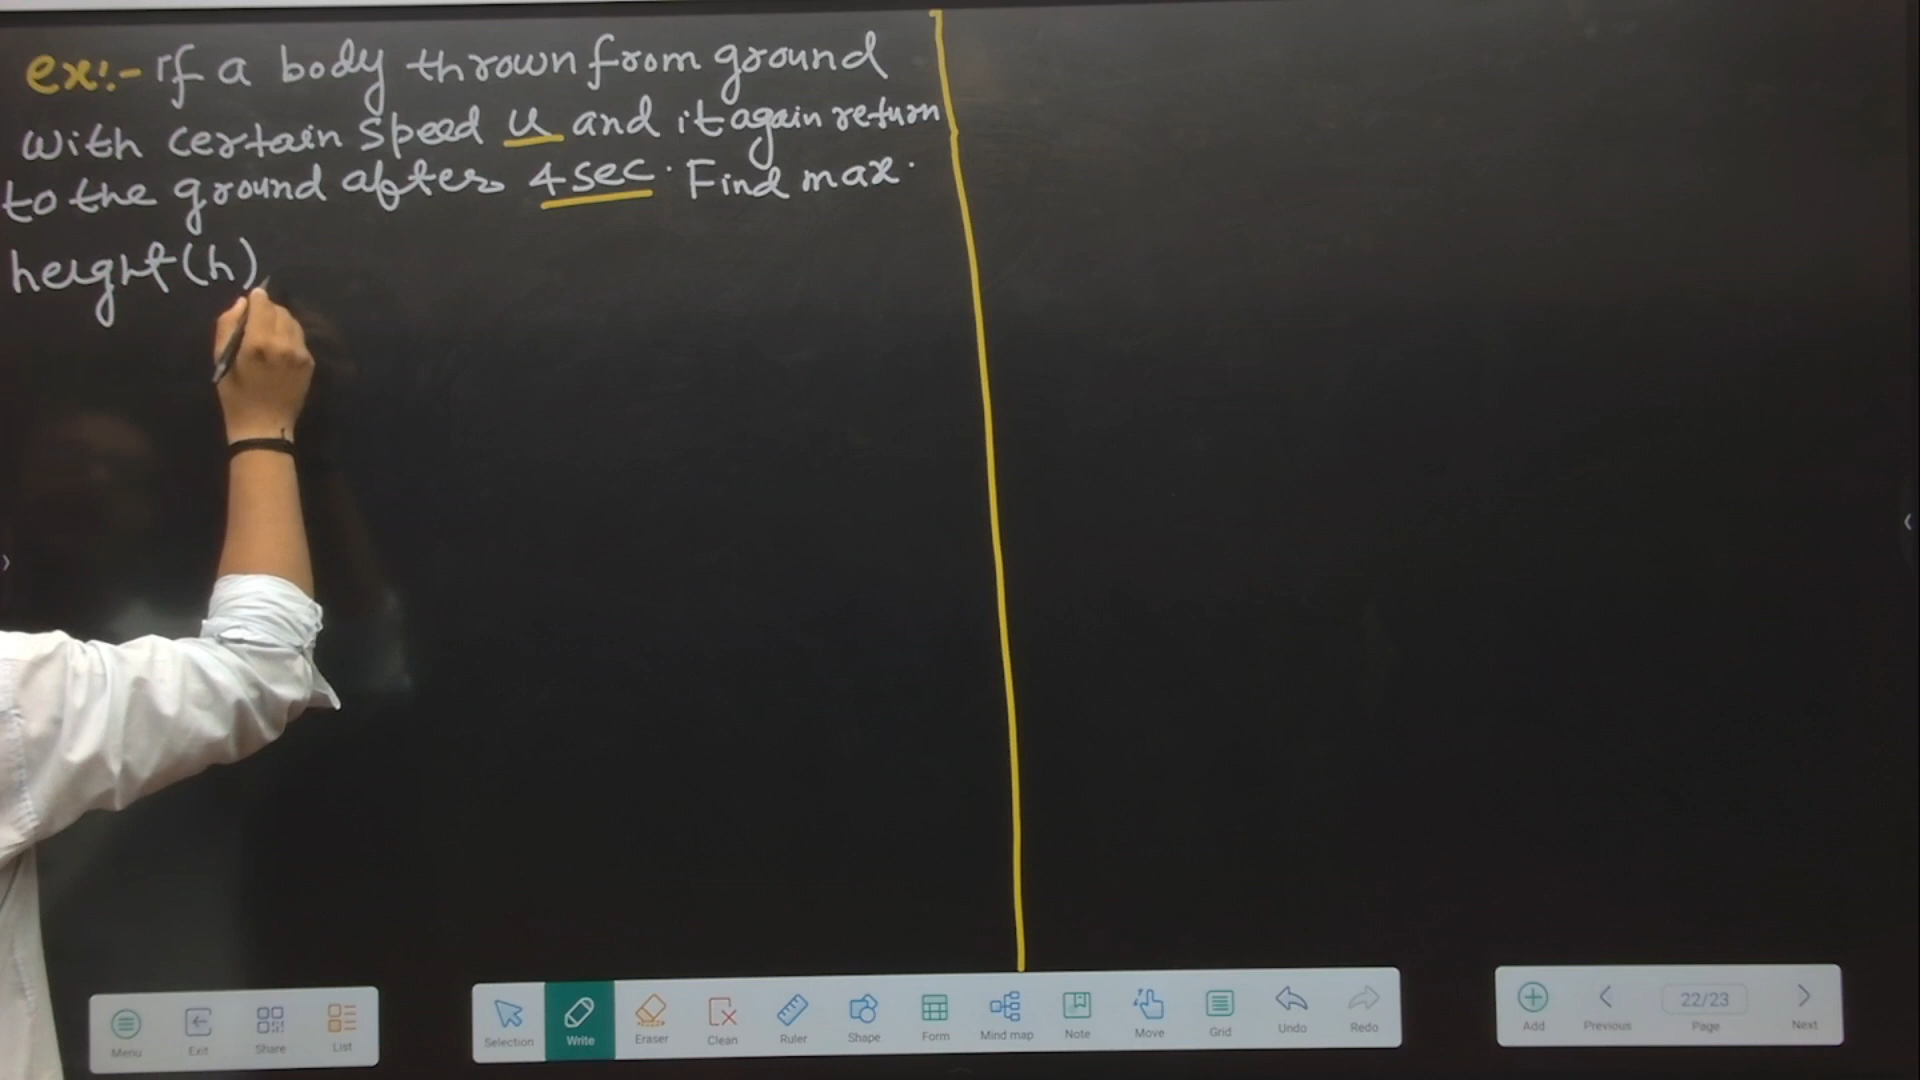 ex:- If a body thrown from ground
with certain speed u and it again return
to the ground after 4 sec. Find max.
height (h)
Menu
Exit
Share
List
Selection
Write
Eraser
Clean
Ruler
Shape
Form
Mind map
Note
Move
Grid
Undo
Redo
Add
Previous
22/23
Page
Next